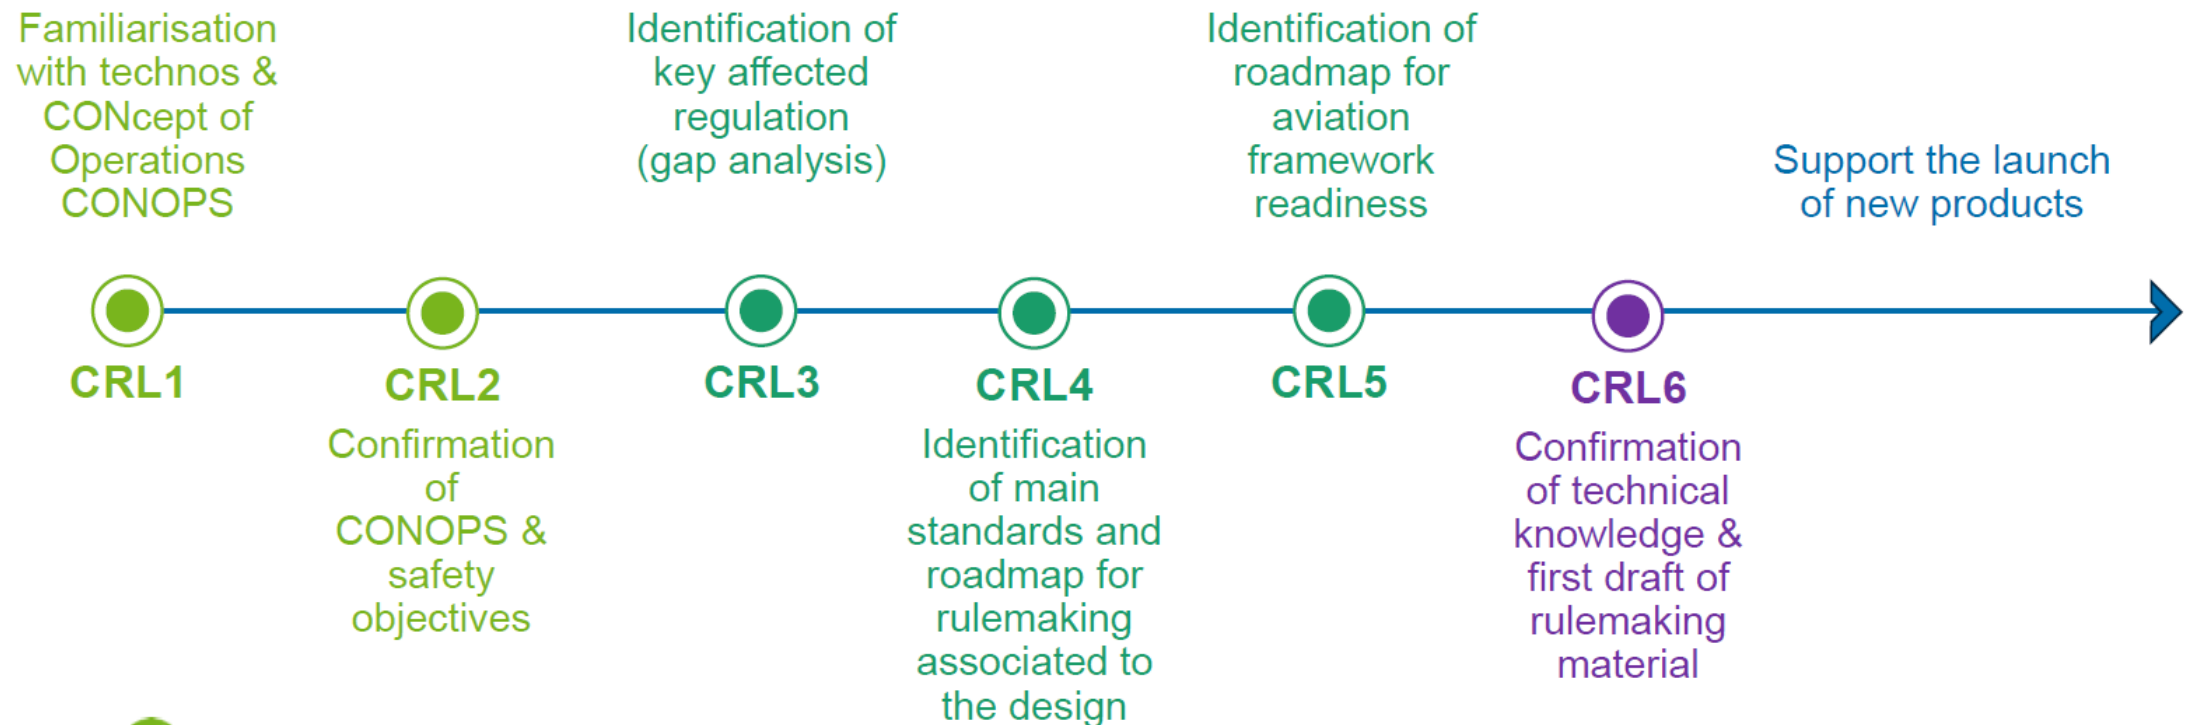 Familiarisation
with technos &
CONcept of
Operations
CONOPS
Identification of
key affected
regulation
(gap analysis)
Identification of
roadmap for
aviation
framework
readiness
Support the launch
of new products
CRL1
CRL2
CRL3
CRL4
CRL5
CRL6
Confirmation
of
CONOPS &
safety
objectives
Identification
of main
standards and
roadmap for
rulemaking
associated to
the design
Confirmation
of technical
knowledge &
first draft of
rulemaking
material